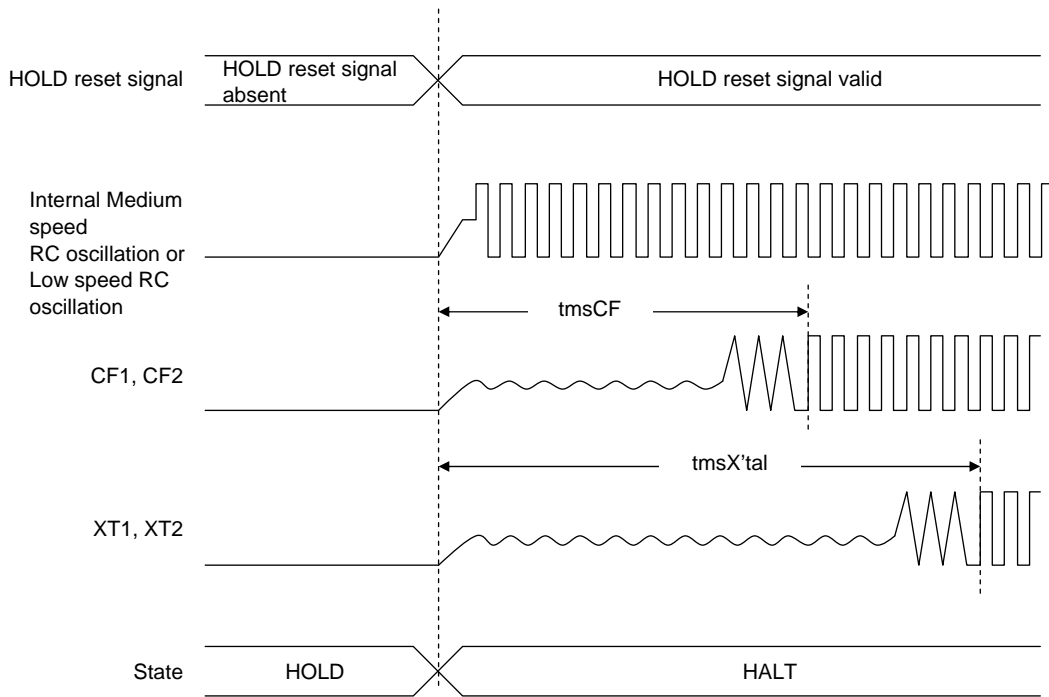 HOLD reset signal
HOLD reset signal
absent
HOLD reset signal valid
Internal Medium
speed
RC oscillation or
Low speed RC
oscillation
tmsCF
CF1, CF2
tmsX’tal
XT1, XT2
State
HOLD
HALT